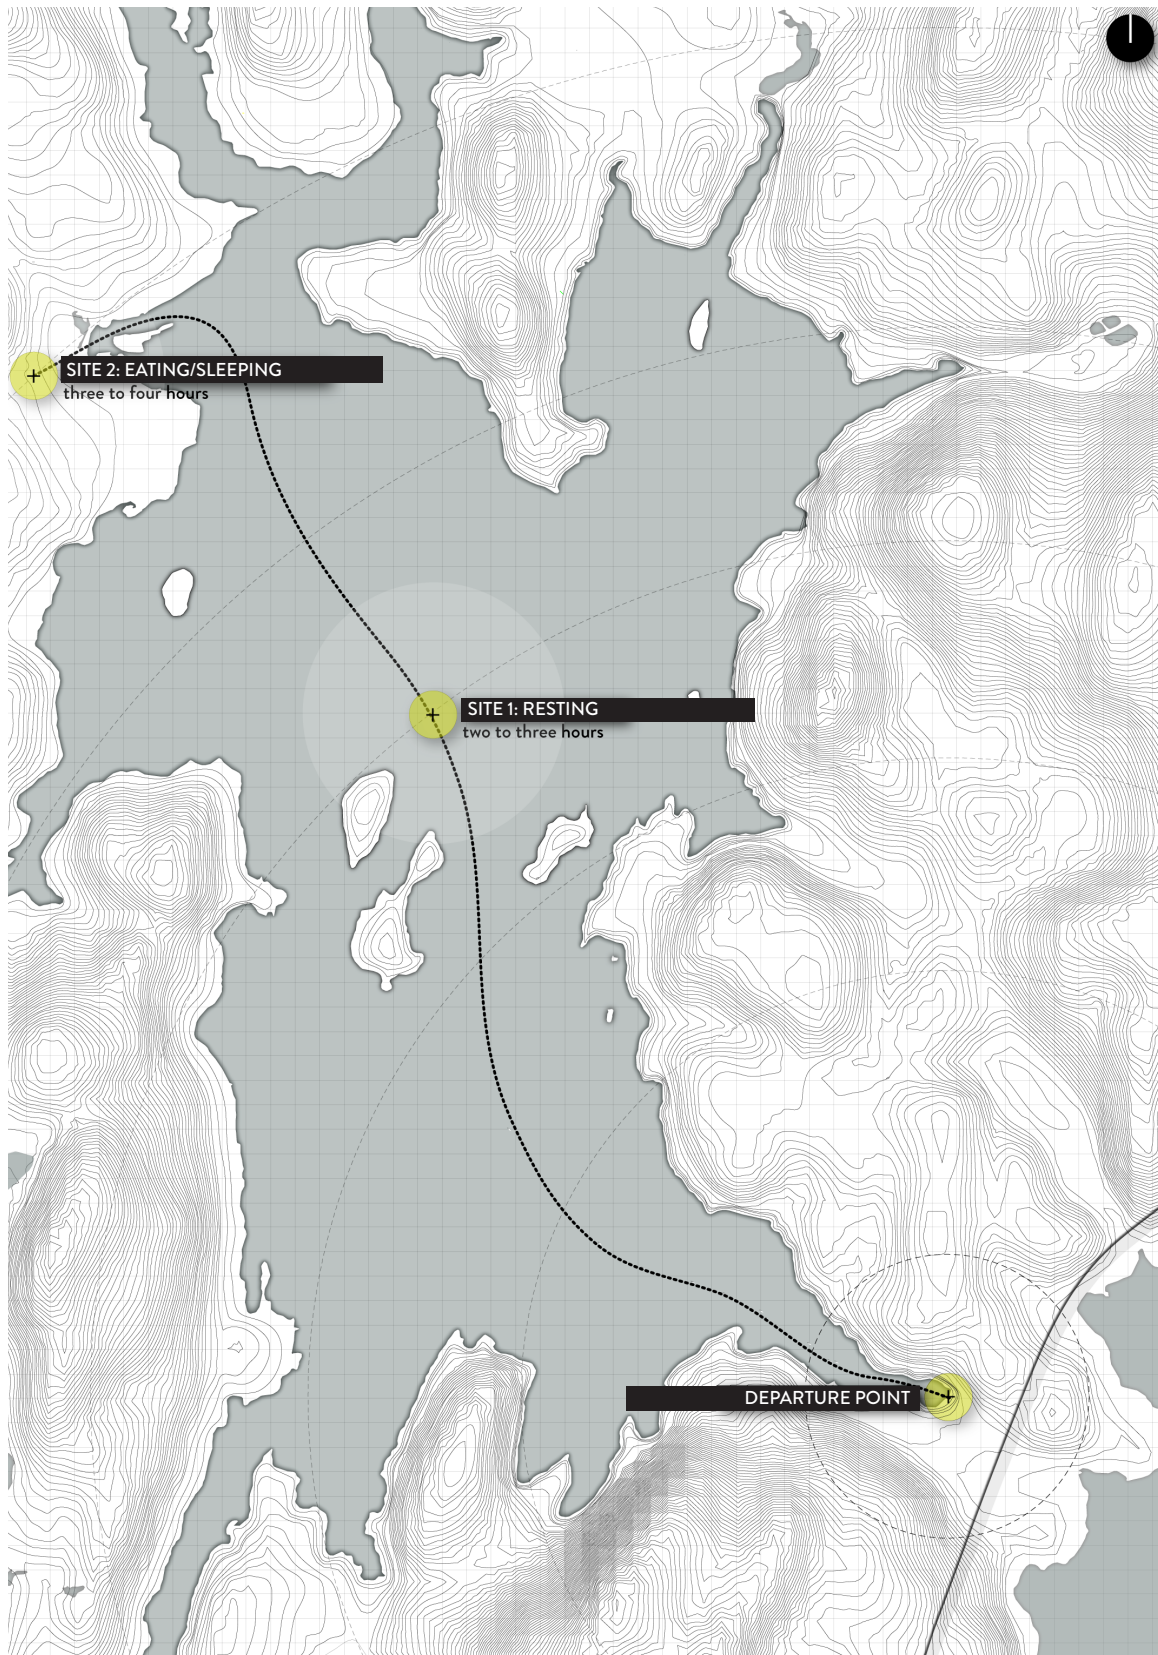 SITE 2: EATING/SLEEPING
three to four hours
SITE 1: RESTING
two to three hours
DEPARTURE POINT